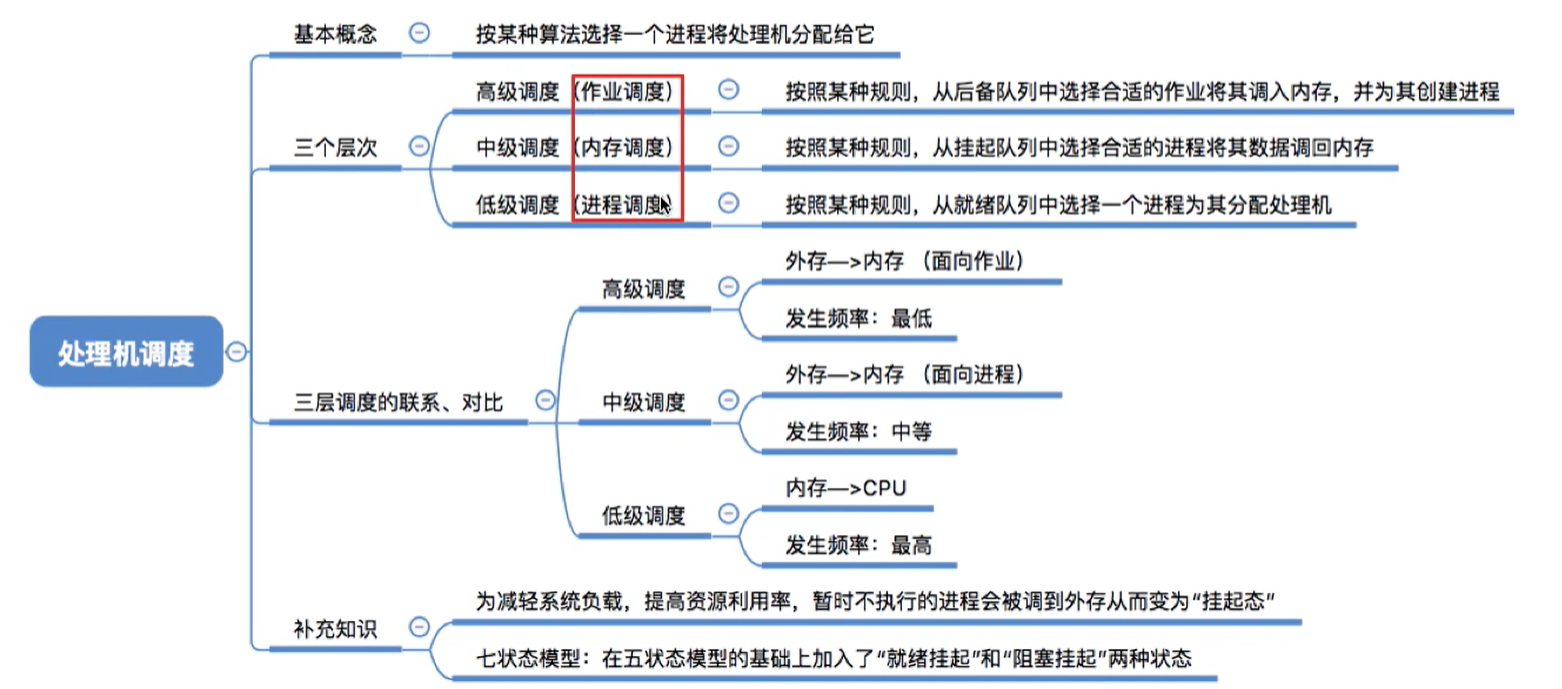 基本概念
按某种算法选择一个进程将处理机分配给它
高级调度（作业调度）
按照某种规则，从后备队列中选择合适的作业将其调入内存，并为其创建进程
三个层次
中级调度（内存调度）
按照某种规则，从挂起队列中选择合适的进程将其数据调回内存
低级调度（进程调度）
按照某种规则，从就绪队列中选择一个进程为其分配处理机
处理机调度
三层调度的联系、对比
高级调度
外存—>内存 （面向作业）
发生频率：最低
中级调度
外存—>内存 （面向进程）
发生频率：中等
低级调度
内存—>CPU
发生频率：最高
补充知识
为减轻系统负载，提高资源利用率，暂时不执行的进程会被调到外存从而变为“挂起态”
七状态模型：在五状态模型的基础上加入了“就绪挂起”和“阻塞挂起”两种状态